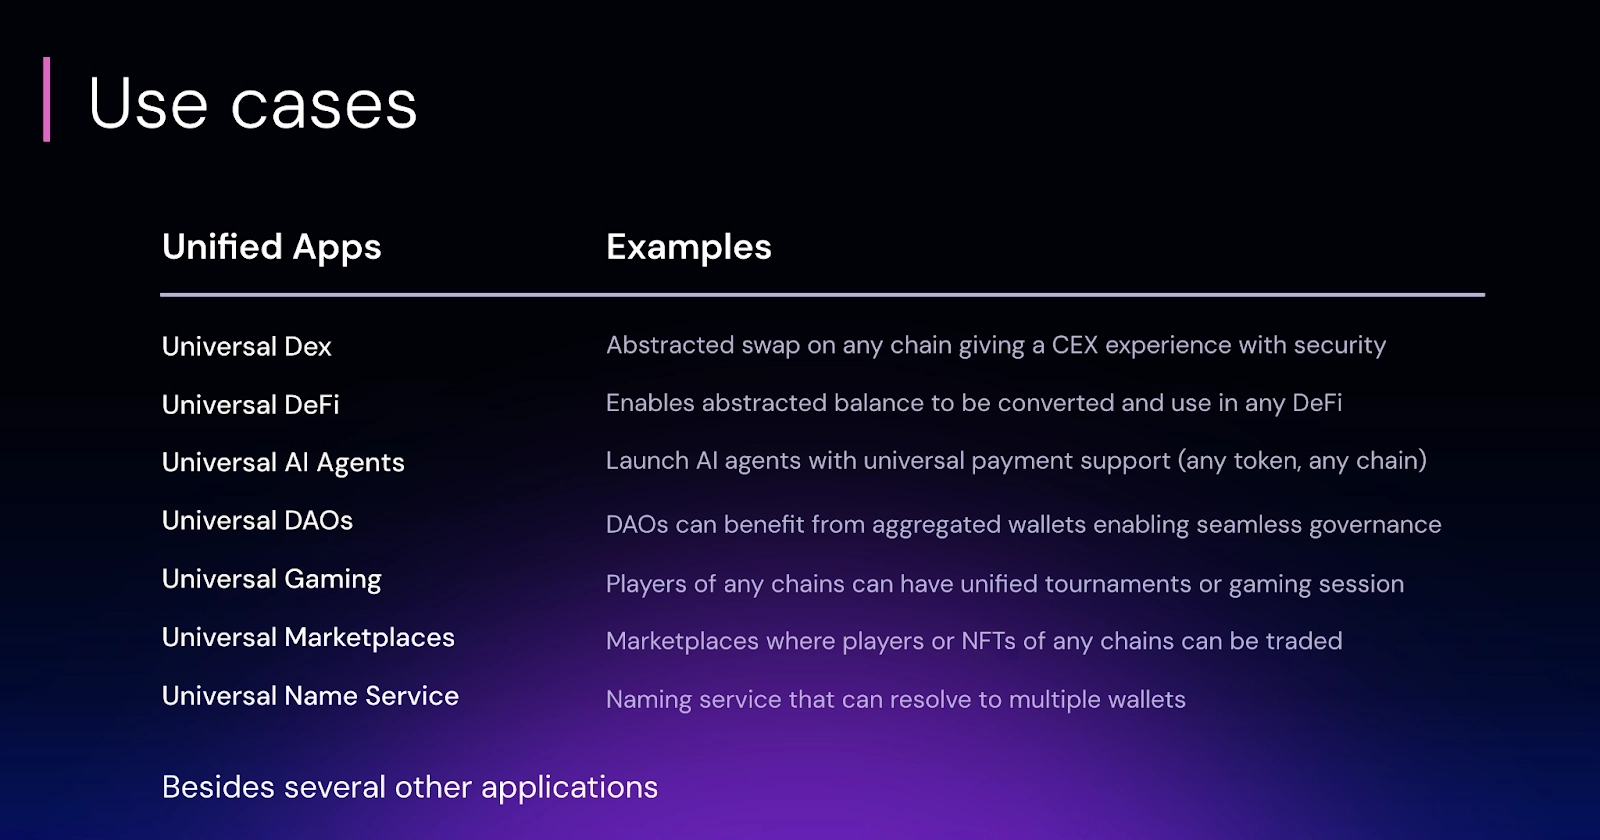 Use cases
Unified Apps Examples
Universal Dex Abstracted swap on any chain giving a CEX experience with security
Universal DeFi Enables abstracted balance to be converted and use in any DeFi
Universal AI Agents Launch AI agents with universal payment support (any token, any chain)
Universal DAOs DAOs can benefit from aggregated wallets enabling seamless governance
Universal Gaming Players of any chains can have unified tournaments or gaming session
Universal Marketplaces Marketplaces where players or NFTs of any chains can be traded
Universal Name Service Naming service that can resolve to multiple wallets
Besides several other applications